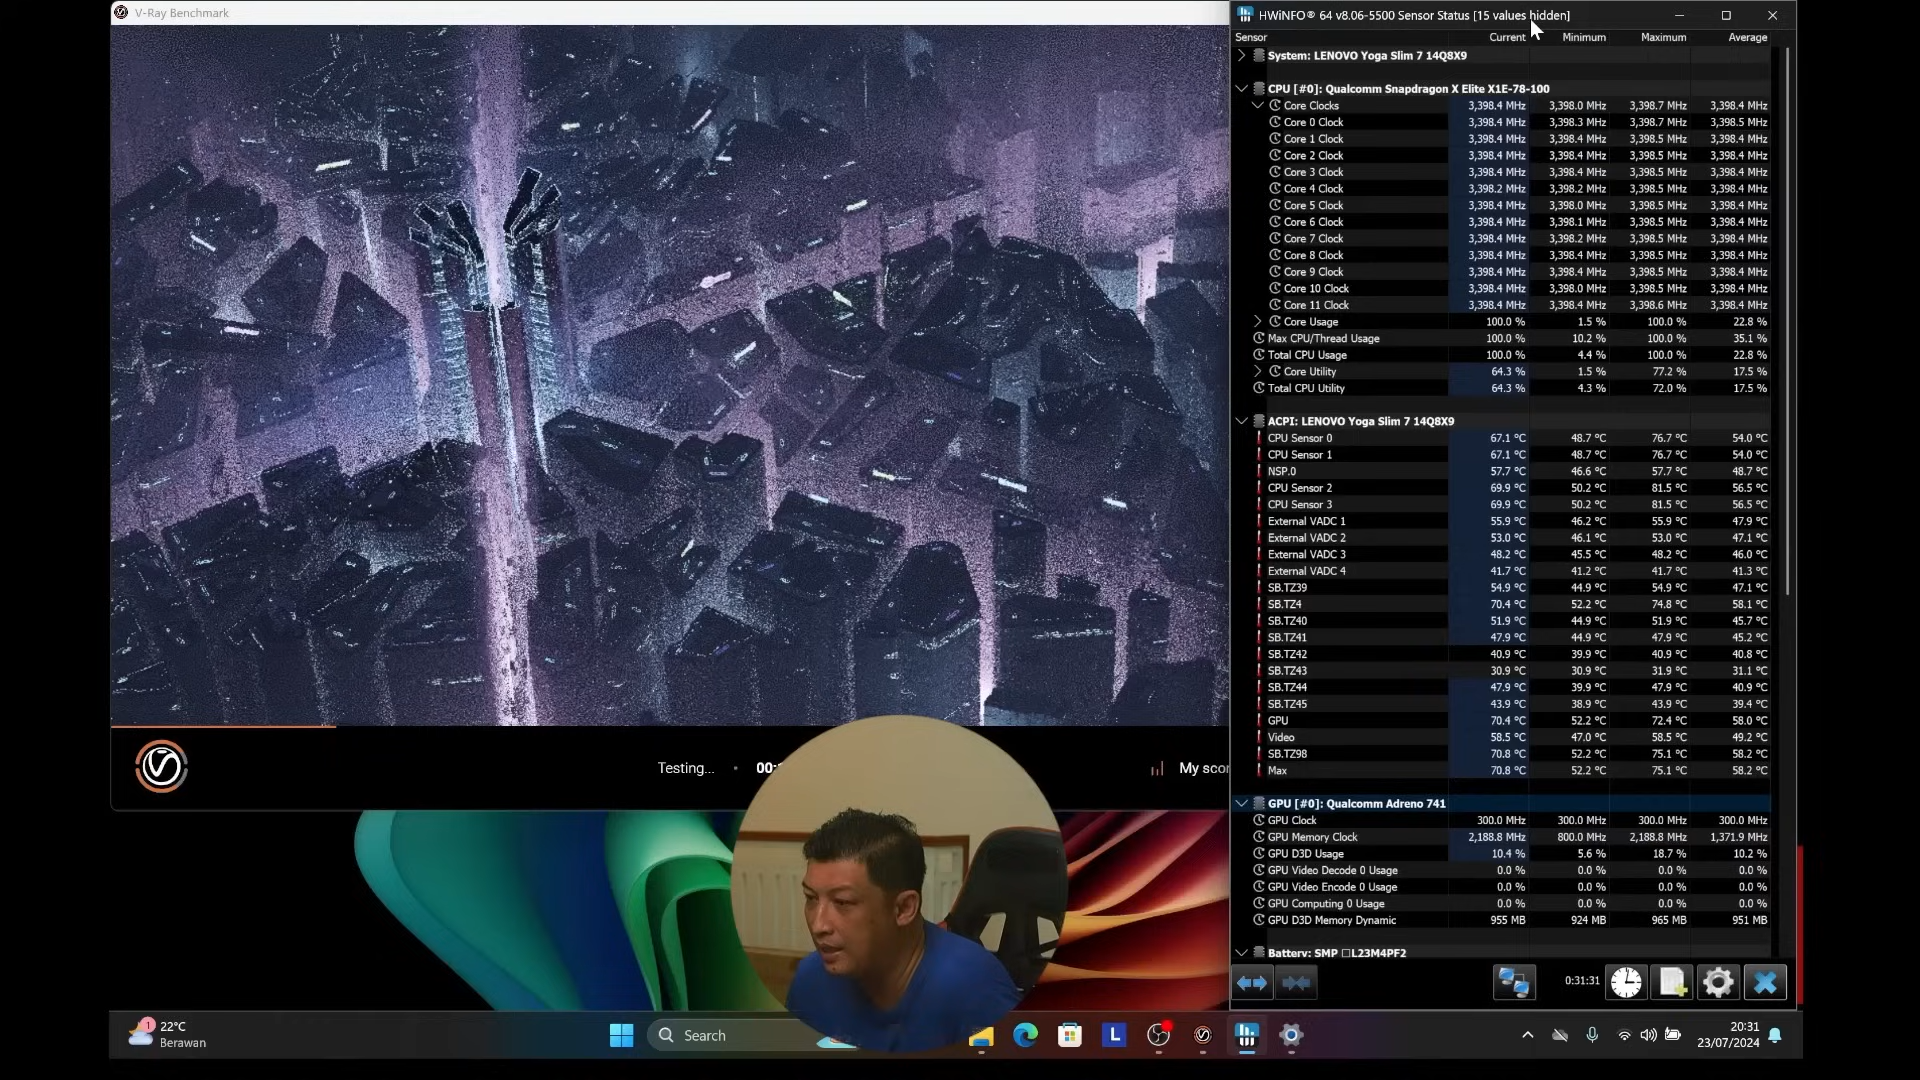 V-Ray Benchmark
Testing...
00:
My scor
HWiNFO® 64 v8.06-5500 Sensor Status [15 values hidden]
Sensor Current Minimum Maximum Average
System: LENOVO Yoga Slim 7 14Q8X9
CPU [#0]: Qualcomm Snapdragon X Elite X1E-78-100
Core Clocks 3,398.4 MHz 3,398.0 MHz 3,398.7 MHz 3,398.4 MHz
Core 0 Clock 3,398.4 MHz 3,398.3 MHz 3,398.7 MHz 3,398.5 MHz
Core 1 Clock 3,398.4 MHz 3,398.4 MHz 3,398.5 MHz 3,398.4 MHz
Core 2 Clock 3,398.4 MHz 3,398.4 MHz 3,398.5 MHz 3,398.4 MHz
Core 3 Clock 3,398.4 MHz 3,398.4 MHz 3,398.5 MHz 3,398.4 MHz
Core 4 Clock 3,398.2 MHz 3,398.2 MHz 3,398.5 MHz 3,398.4 MHz
Core 5 Clock 3,398.4 MHz 3,398.0 MHz 3,398.5 MHz 3,398.4 MHz
Core 6 Clock 3,398.4 MHz 3,398.1 MHz 3,398.5 MHz 3,398.4 MHz
Core 7 Clock 3,398.4 MHz 3,398.2 MHz 3,398.5 MHz 3,398.4 MHz
Core 8 Clock 3,398.4 MHz 3,398.4 MHz 3,398.5 MHz 3,398.4 MHz
Core 9 Clock 3,398.4 MHz 3,398.4 MHz 3,398.5 MHz 3,398.4 MHz
Core 10 Clock 3,398.4 MHz 3,398.0 MHz 3,398.5 MHz 3,398.4 MHz
Core 11 Clock 3,398.4 MHz 3,398.4 MHz 3,398.6 MHz 3,398.4 MHz
Core Usage 100.0 % 1.5 % 100.0 % 22.8 %
Max CPU/Thread Usage 100.0 % 10.2 % 100.0 % 35.1 %
Total CPU Usage 100.0 % 4.4 % 100.0 % 22.8 %
Core Utility 64.3 % 1.5 % 77.2 % 17.5 %
Total CPU Utility 64.3 % 4.3 % 72.0 % 17.5 %
ACPI: LENOVO Yoga Slim 7 14Q8X9
CPU Sensor 0 67.1 °C 48.7 °C 76.7 °C 54.0 °C
CPU Sensor 1 67.1 °C 48.7 °C 76.7 °C 54.0 °C
NSP.0 57.7 °C 46.6 °C 57.7 °C 48.7 °C
CPU Sensor 2 69.9 °C 50.2 °C 81.5 °C 56.5 °C
CPU Sensor 3 69.9 °C 50.2 °C 81.5 °C 56.5 °C
External VADC 1 55.9 °C 46.2 °C 55.9 °C 47.9 °C
External VADC 2 53.0 °C 46.1 °C 53.0 °C 47.1 °C
External VADC 3 48.2 °C 45.5 °C 48.2 °C 46.0 °C
External VADC 4 41.7 °C 41.2 °C 41.7 °C 41.3 °C
SB.TZ39 54.9 °C 44.9 °C 54.9 °C 47.1 °C
SB.TZ4 70.4 °C 52.2 °C 74.8 °C 58.1 °C
SB.TZ40 51.9 °C 44.9 °C 51.9 °C 45.7 °C
SB.TZ41 47.9 °C 44.9 °C 47.9 °C 45.2 °C
SB.TZ42 40.9 °C 39.9 °C 40.9 °C 40.8 °C
SB.TZ43 30.9 °C 30.9 °C 31.9 °C 31.1 °C
SB.TZ44 47.9 °C 39.9 °C 47.9 °C 40.9 °C
SB.TZ45 43.9 °C 38.9 °C 43.9 °C 39.4 °C
GPU 70.4 °C 52.2 °C 72.4 °C 58.0 °C
Video 58.5 °C 47.0 °C 58.5 °C 49.2 °C
SB.TZ98 70.8 °C 52.2 °C 75.1 °C 58.2 °C
Max 70.8 °C 52.2 °C 75.1 °C 58.2 °C
GPU [#0]: Qualcomm Adreno 741
GPU Clock 300.0 MHz 300.0 MHz 300.0 MHz 300.0 MHz
GPU Memory Clock 2,188.8 MHz 800.0 MHz 2,188.8 MHz 1,371.9 MHz
GPU D3D Usage 10.4 % 5.6 % 18.7 % 10.2 %
GPU Video Decode 0 Usage 0.0 % 0.0 % 0.0 % 0.0 %
GPU Video Encode 0 Usage 0.0 % 0.0 % 0.0 % 0.0 %
GPU Computing 0 Usage 0.0 % 0.0 % 0.0 % 0.0 %
GPU D3D Memory Dynamic 955 MB 924 MB 965 MB 951 MB
Battery: SMP □L23M4PF2
0:31:31
1
22°C
Berawan
Search
L
20:31
23/07/2024